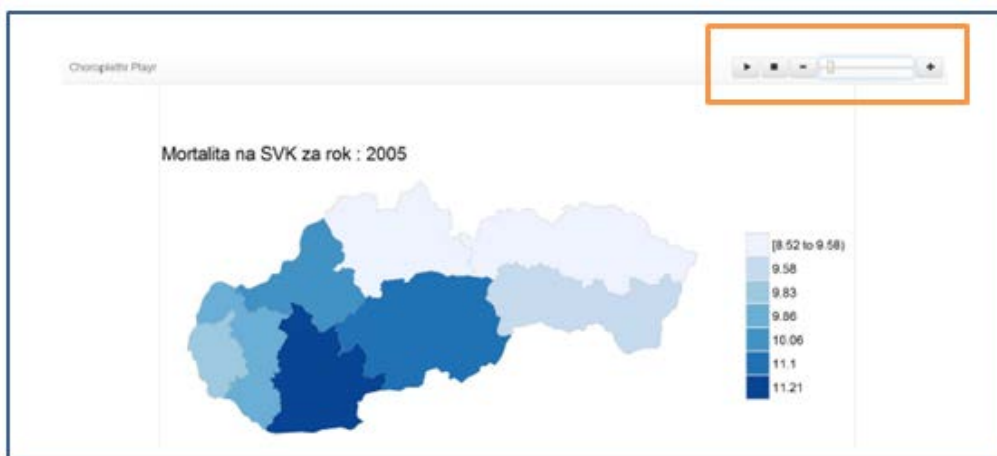 Choroplethr Playr
Mortalita na SVK za rok : 2005
[8.52 to 9.58)
9.58
9.83
9.86
10.06
11.1
11.21